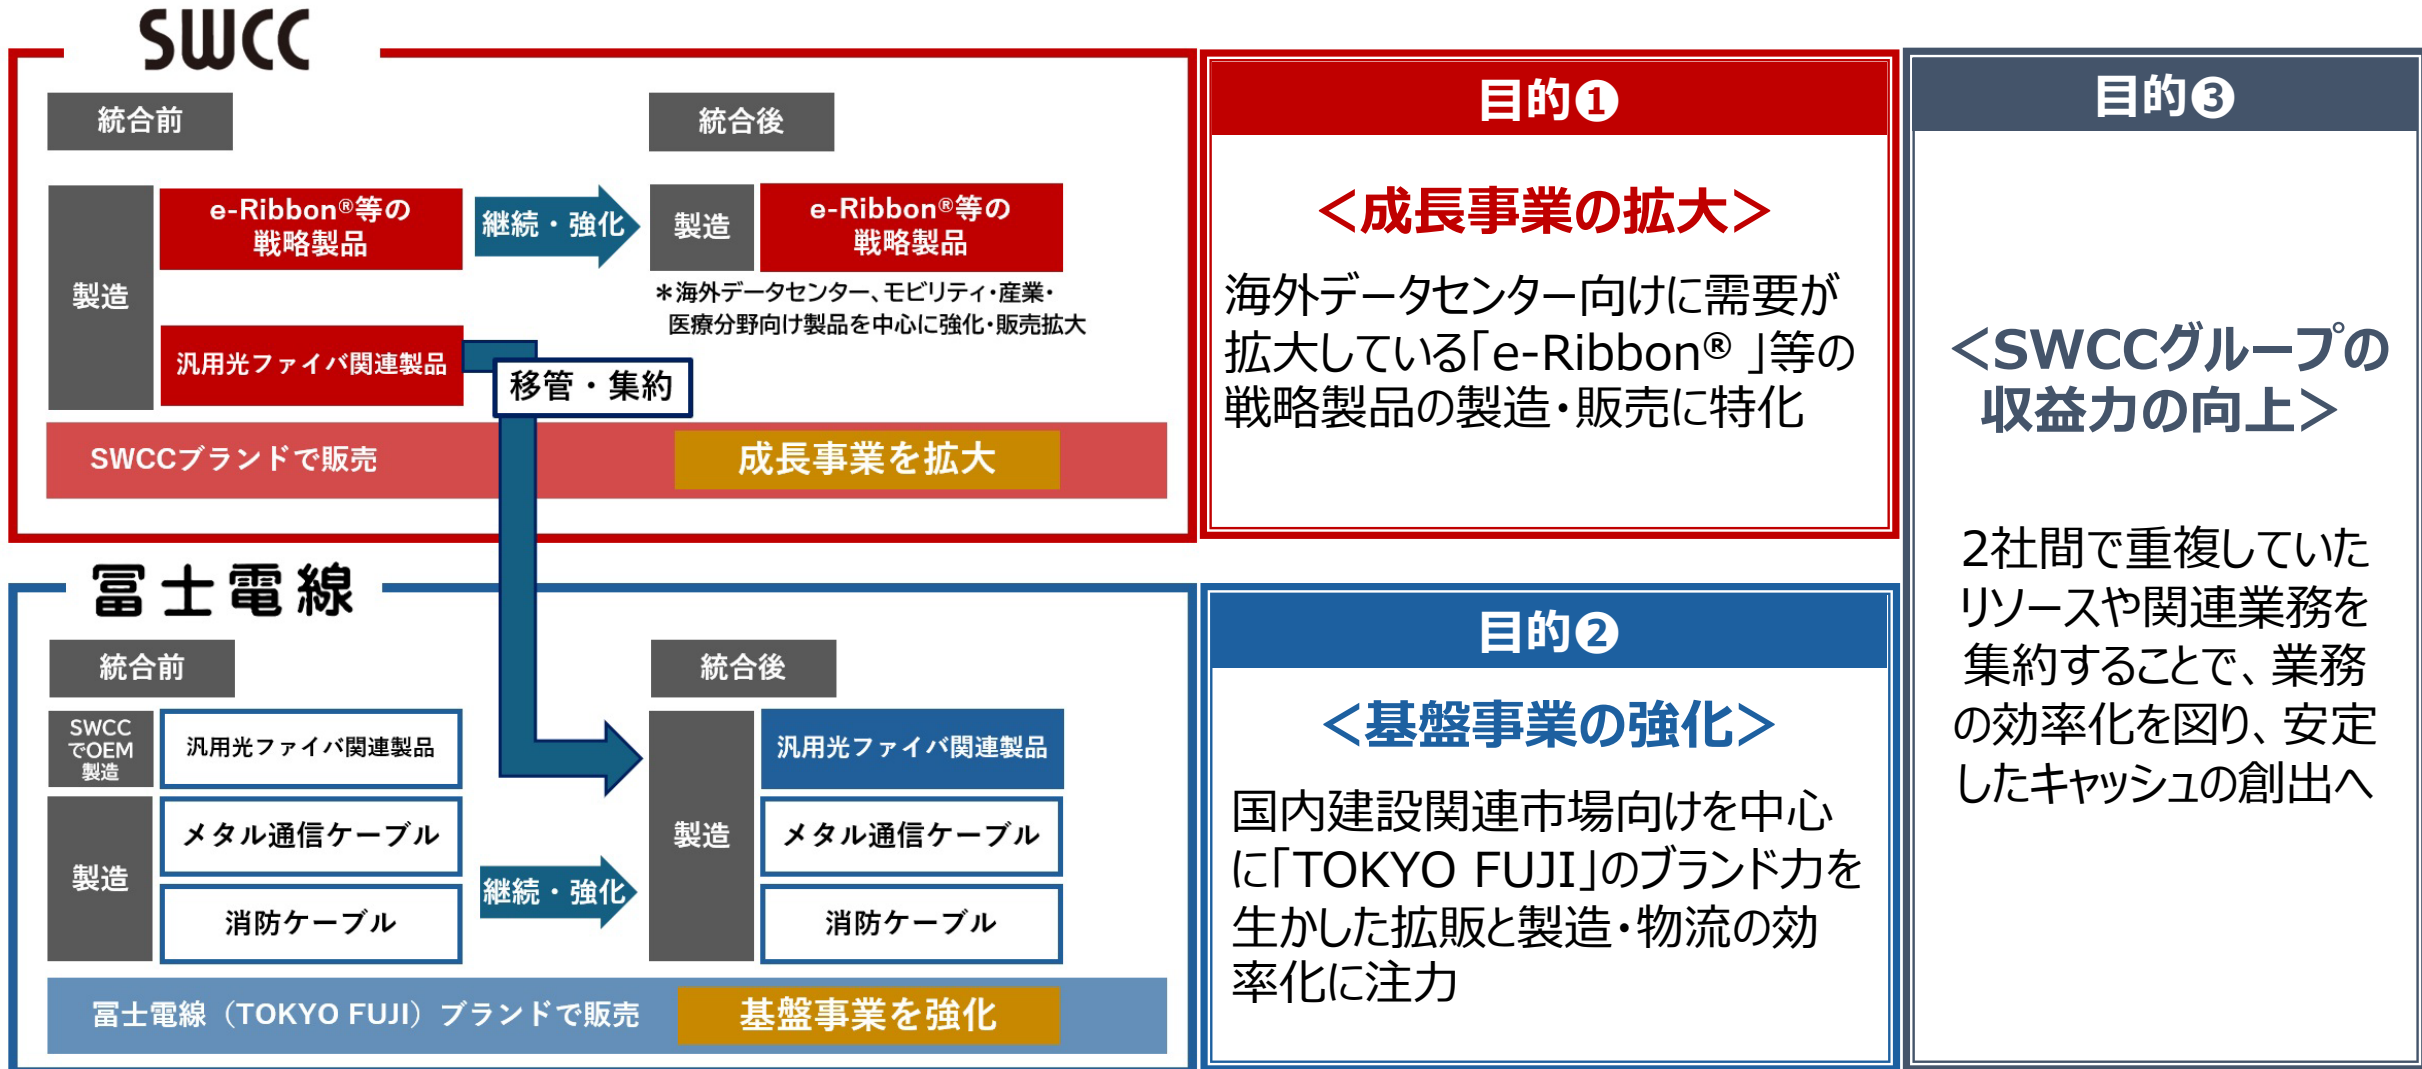 SWCC
統合前
統合後
製造
e-Ribbon®等の
戦略製品
継続・強化
製造
e-Ribbon®等の
戦略製品
＊海外データセンター、モビリティ・産業・
医療分野向け製品を中心に強化・販売拡大
汎用光ファイバ関連製品
移管・集約
SWCCブランドで販売
成長事業を拡大
目的❶
＜成長事業の拡大＞
海外データセンター向けに需要が
拡大している「e-Ribbon® 」等の
戦略製品の製造・販売に特化
冨士電線
統合前
統合後
SWCC
でOEM
製造
汎用光ファイバ関連製品
製造
メタル通信ケーブル
消防ケーブル
継続・強化
製造
汎用光ファイバ関連製品
メタル通信ケーブル
消防ケーブル
冨士電線（TOKYO FUJI）ブランドで販売
基盤事業を強化
目的❷
＜基盤事業の強化＞
国内建設関連市場向けを中心
に「TOKYO FUJI」のブランド力を
生かした拡販と製造・物流の効
率化に注力
目的❸
＜SWCCグループの
収益力の向上＞
2社間で重複していた
リソースや関連業務を
集約することで、業務
の効率化を図り、安定
したキャッシュの創出へ